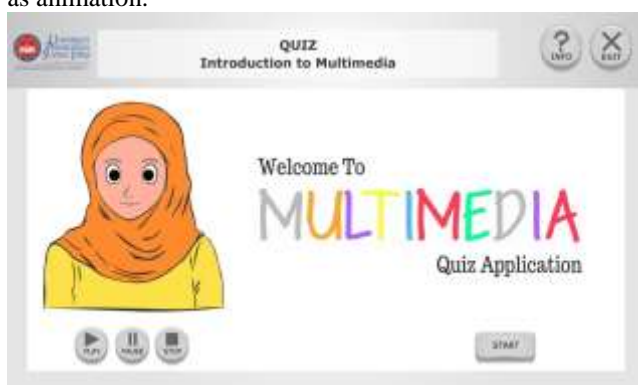 as animation.
QUIZ
Introduction to Multimedia
?
INFO
X
EXIT
Welcome To
MULTIMEDIA
Quiz Application
PLAY
PAUSE
STOP
START